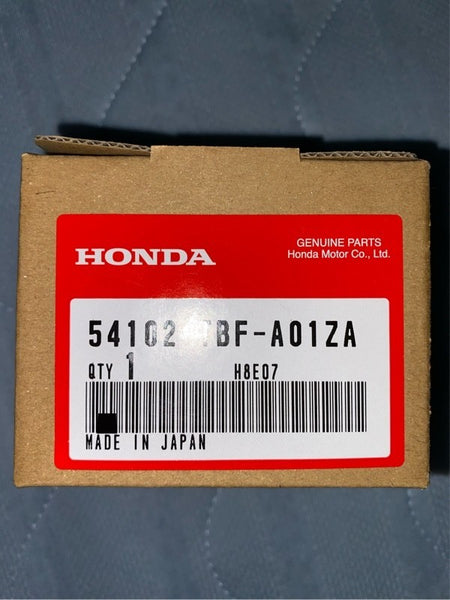 HONDA
GENUINE PARTS
Honda Motor Co., Ltd.
54102-TBF-A01ZA
QTY 1 H8E07
MADE IN JAPAN